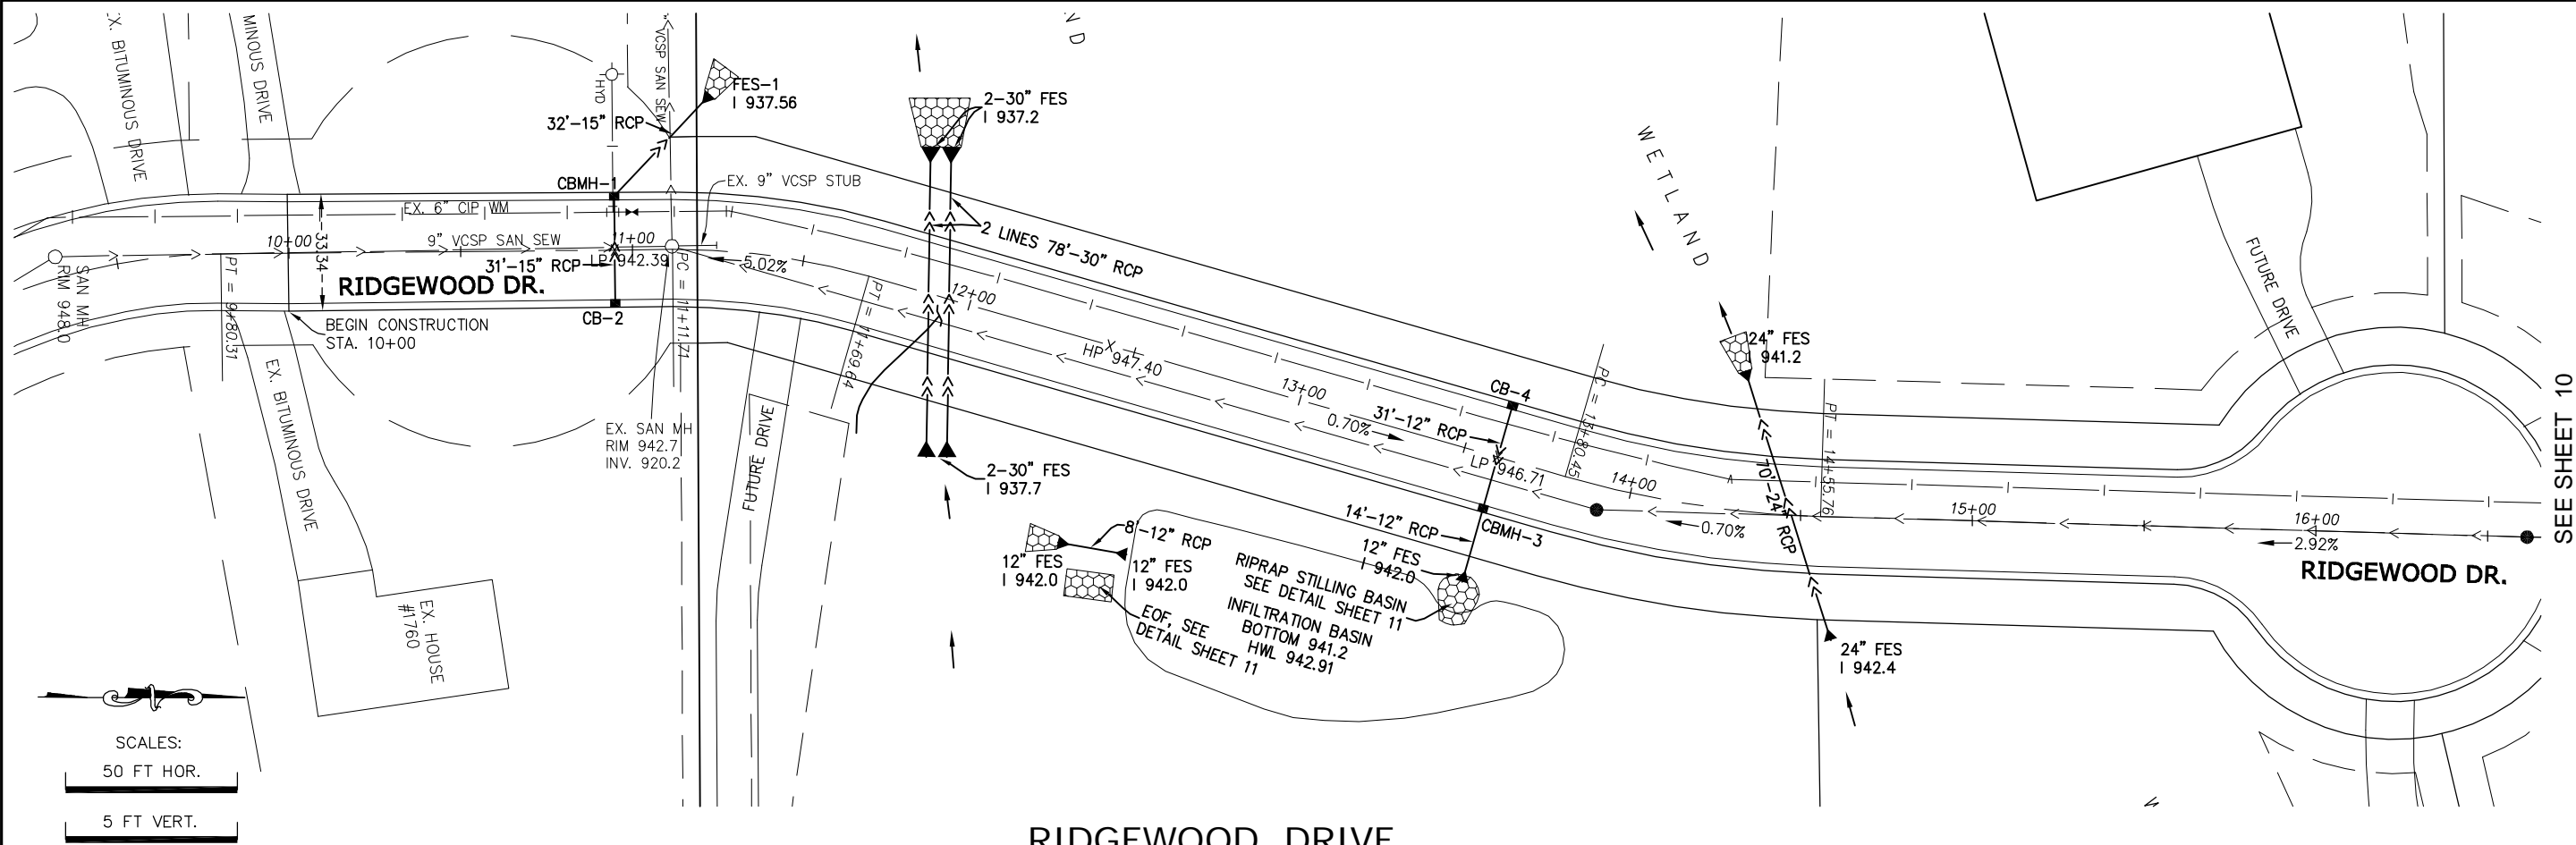 EX. BITUMINOUS DRIVE
MINOUS DRIVE
VCSP SAN SEW
HYD
FES-1
I 937.56
32'-15" RCP
2-30" FES
I 937.2
ND
WETLAND
CBMH-1
EX. 9" VCSP STUB
EX. 6" CIP WM
10+00
9" VCSP SAN SEW
11+00
LP 942.39
31'-15" RCP
RIDGEWOOD DR.
CB-2
SAN MH
RIM 948.0
PT = 9+80.31
BEGIN CONSTRUCTION
STA. 10+00
EX. BITUMINOUS DRIVE
PC = 11+11.71
5.02%
2 LINES 78'-30" RCP
12+00
PT = 11+69.64
HP 947.40
13+00
0.70%
31'-12" RCP
CB-4
PC = 13+80.45
LP 946.71
14+00
24" FES
I 941.2
70'-24" RCP
PT = 14+55.76
15+00
0.70%
16+00
2.92%
RIDGEWOOD DR.
FUTURE DRIVE
SEE SHEET 10
EX. SAN MH
RIM 942.7
INV. 920.2
FUTURE DRIVE
2-30" FES
I 937.7
8'-12" RCP
12" FES
I 942.0
12" FES
I 942.0
EOF, SEE
DETAIL SHEET 11
RIPRAP STILLING BASIN
SEE DETAIL SHEET 11
INFILTRATION BASIN
BOTTOM 941.2
HWL 942.91
14'-12" RCP
12" FES
I 942.0
CBMH-3
24" FES
I 942.4
EX. HOUSE
#1760
SCALES:
50 FT HOR.
5 FT VERT.
RIDGEWOOD DRIVE